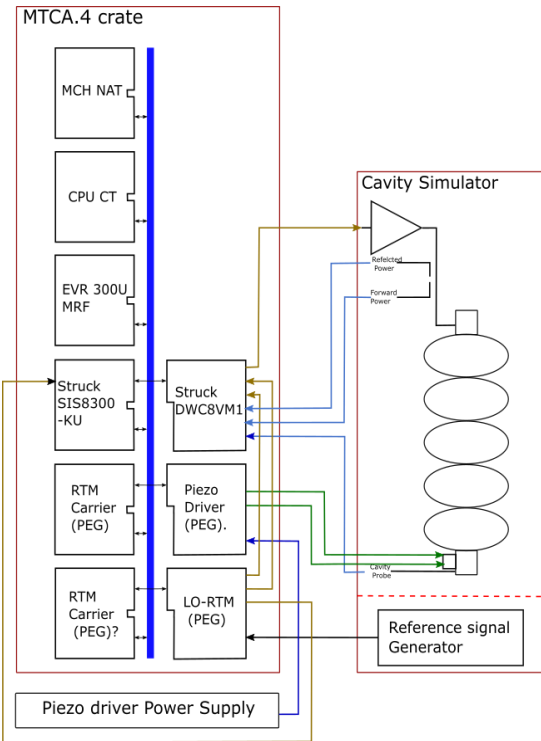 MTCA.4 crate
MCH NAT
CPU CT
EVR 300U
MRF
Struck
SIS8300
-KU
Struck
DWC8VM1
RTM
Carrier
(PEG)
Piezo
Driver
(PEG).
RTM
Carrier
(PEG)?
LO-RTM
(PEG)
Piezo driver Power Supply
Cavity Simulator
Refelcted
Power
Forward
Power
Cavity
Probe
Reference signal
Generator